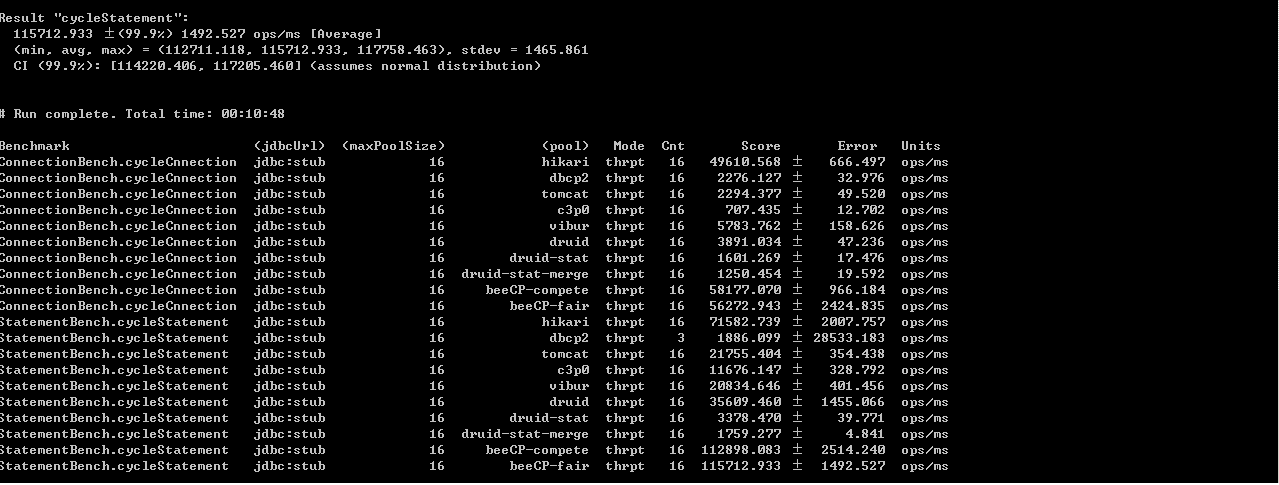 Result "cycleStatement":
  115712.933 ±(99.9%) 1492.527 ops/ms [Average]
  (min, avg, max) = (112711.118, 115712.933, 117758.463), stdev = 1465.861
  CI (99.9%): [114220.406, 117205.460] (assumes normal distribution)
# Run complete. Total time: 00:10:48
Benchmark (jdbcUrl) (maxPoolSize) (pool) Mode Cnt Score Error Units
ConnectionBench.cycleCnnection jdbc:stub 16 hikari thrpt 16 49610.568 ± 666.497 ops/ms
ConnectionBench.cycleCnnection jdbc:stub 16 dbcp2 thrpt 16 2276.127 ± 32.976 ops/ms
ConnectionBench.cycleCnnection jdbc:stub 16 tomcat thrpt 16 2294.377 ± 49.520 ops/ms
ConnectionBench.cycleCnnection jdbc:stub 16 c3p0 thrpt 16 707.435 ± 12.702 ops/ms
ConnectionBench.cycleCnnection jdbc:stub 16 vibur thrpt 16 5783.762 ± 158.626 ops/ms
ConnectionBench.cycleCnnection jdbc:stub 16 druid thrpt 16 3891.034 ± 47.236 ops/ms
ConnectionBench.cycleCnnection jdbc:stub 16 druid-stat thrpt 16 1601.269 ± 17.476 ops/ms
ConnectionBench.cycleCnnection jdbc:stub 16 druid-stat-merge thrpt 16 1250.454 ± 19.592 ops/ms
ConnectionBench.cycleCnnection jdbc:stub 16 beeCP-compete thrpt 16 58177.070 ± 966.184 ops/ms
ConnectionBench.cycleCnnection jdbc:stub 16 beeCP-fair thrpt 16 56272.943 ± 2424.835 ops/ms
StatementBench.cycleStatement jdbc:stub 16 hikari thrpt 16 71582.739 ± 2007.757 ops/ms
StatementBench.cycleStatement jdbc:stub 16 dbcp2 thrpt 3 1886.099 ± 28533.183 ops/ms
StatementBench.cycleStatement jdbc:stub 16 tomcat thrpt 16 21755.404 ± 354.438 ops/ms
StatementBench.cycleStatement jdbc:stub 16 c3p0 thrpt 16 11676.147 ± 328.792 ops/ms
StatementBench.cycleStatement jdbc:stub 16 vibur thrpt 16 20834.646 ± 401.456 ops/ms
StatementBench.cycleStatement jdbc:stub 16 druid thrpt 16 35609.460 ± 1455.066 ops/ms
StatementBench.cycleStatement jdbc:stub 16 druid-stat thrpt 16 3378.470 ± 39.771 ops/ms
StatementBench.cycleStatement jdbc:stub 16 druid-stat-merge thrpt 16 1759.277 ± 4.841 ops/ms
StatementBench.cycleStatement jdbc:stub 16 beeCP-compete thrpt 16 112898.083 ± 2514.240 ops/ms
StatementBench.cycleStatement jdbc:stub 16 beeCP-fair thrpt 16 115712.933 ± 1492.527 ops/ms